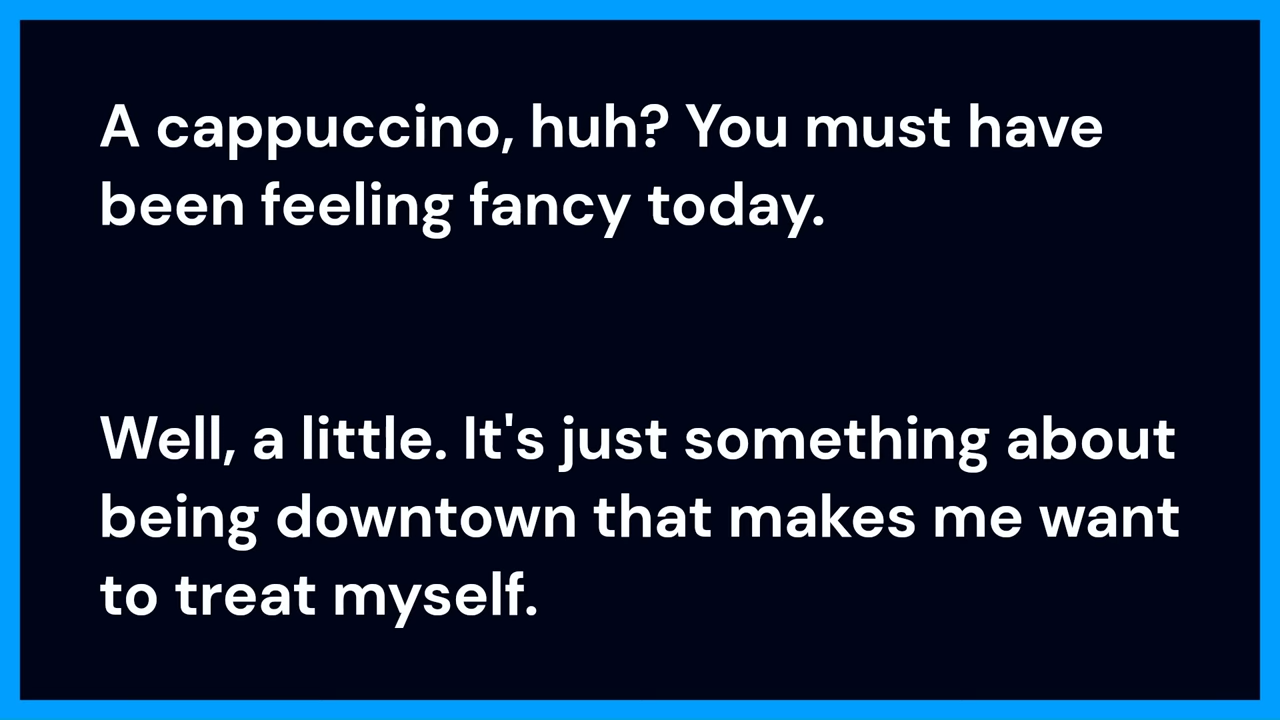 A cappuccino, huh? You must have
been feeling fancy today.
Well, a little. It's just something about
being downtown that makes me want
to treat myself.